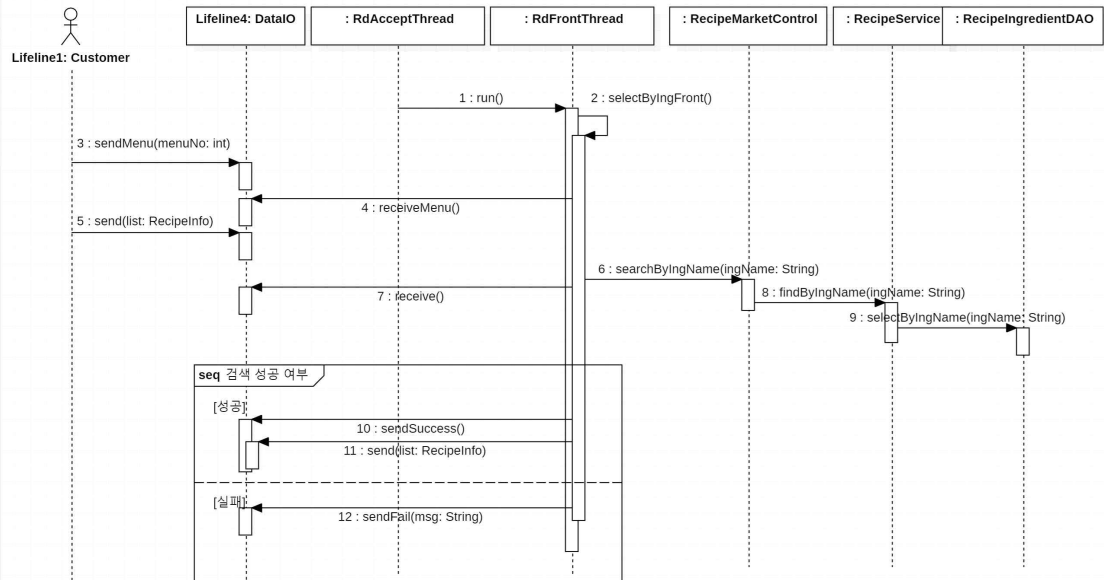 Lifeline4: DataIO
: RdAcceptThread
: RdFrontThread
: RecipeMarketControl
: RecipeService
: RecipeIngredientDAO
Lifeline1: Customer
1 : run()
2 : selectByIngFront()
3 : sendMenu(menuNo: int)
4 : receiveMenu()
5 : send(list: RecipeInfo)
6 : searchByIngName(ingName: String)
7 : receive()
8 : findByIngName(ingName: String)
9 : selectByIngName(ingName: String)
seq 검색 성공 여부
[성공]
10 : sendSuccess()
11 : send(list: RecipeInfo)
[실패]
12 : sendFail(msg: String)